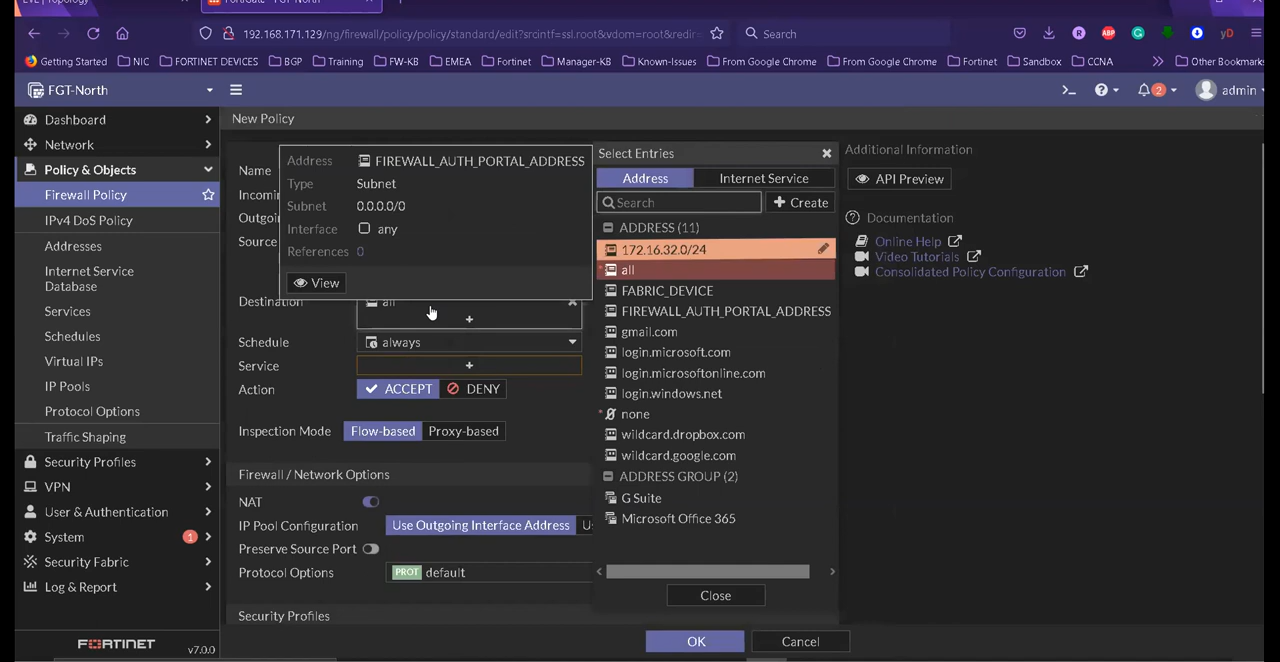 EVE | Topology
FortiGate - FGT-North
192.168.171.129/ng/firewall/policy/policy/standard/edit?srcintf=ssl.root&vdom=root&redir
Search
Getting Started
NIC
FORTINET DEVICES
BGP
Training
FW-KB
EMEA
Fortinet
Manager-KB
Known-Issues
From Google Chrome
From Google Chrome
Fortinet
Sandbox
CCNA
Other Bookmarks
FGT-North
>_
2
admin
Dashboard
Network
Policy & Objects
Firewall Policy
IPv4 DoS Policy
Addresses
Internet Service
Database
Services
Schedules
Virtual IPs
IP Pools
Protocol Options
Traffic Shaping
Security Profiles
VPN
User & Authentication
System
1
Security Fabric
Log & Report
FORTINET
v7.0.0
New Policy
Name
Incomi
Outgoi
Source
Address FIREWALL_AUTH_PORTAL_ADDRESS
Type Subnet
Subnet 0.0.0.0/0
Interface any
References 0
View
Destination all
+
Schedule always
Service +
Action ACCEPT DENY
Inspection Mode Flow-based Proxy-based
Firewall / Network Options
NAT
IP Pool Configuration Use Outgoing Interface Address Us
Preserve Source Port
Protocol Options PROT default
Security Profiles
Select Entries
Address Internet Service
Search + Create
ADDRESS (11)
172.16.32.0/24
all
FABRIC_DEVICE
FIREWALL_AUTH_PORTAL_ADDRESS
gmail.com
login.microsoft.com
login.microsoftonline.com
login.windows.net
none
wildcard.dropbox.com
wildcard.google.com
ADDRESS GROUP (2)
G Suite
Microsoft Office 365
Close
OK Cancel
Additional Information
API Preview
Documentation
Online Help
Video Tutorials
Consolidated Policy Configuration